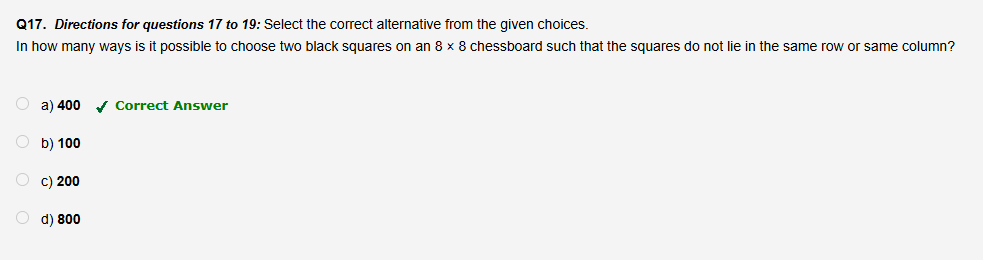 Q17. Directions for questions 17 to 19: Select the correct alternative from the given choices.
In how many ways is it possible to choose two black squares on an 8 × 8 chessboard such that the squares do not lie in the same row or same column?
a) 400 ✓ Correct Answer
b) 100
c) 200
d) 800